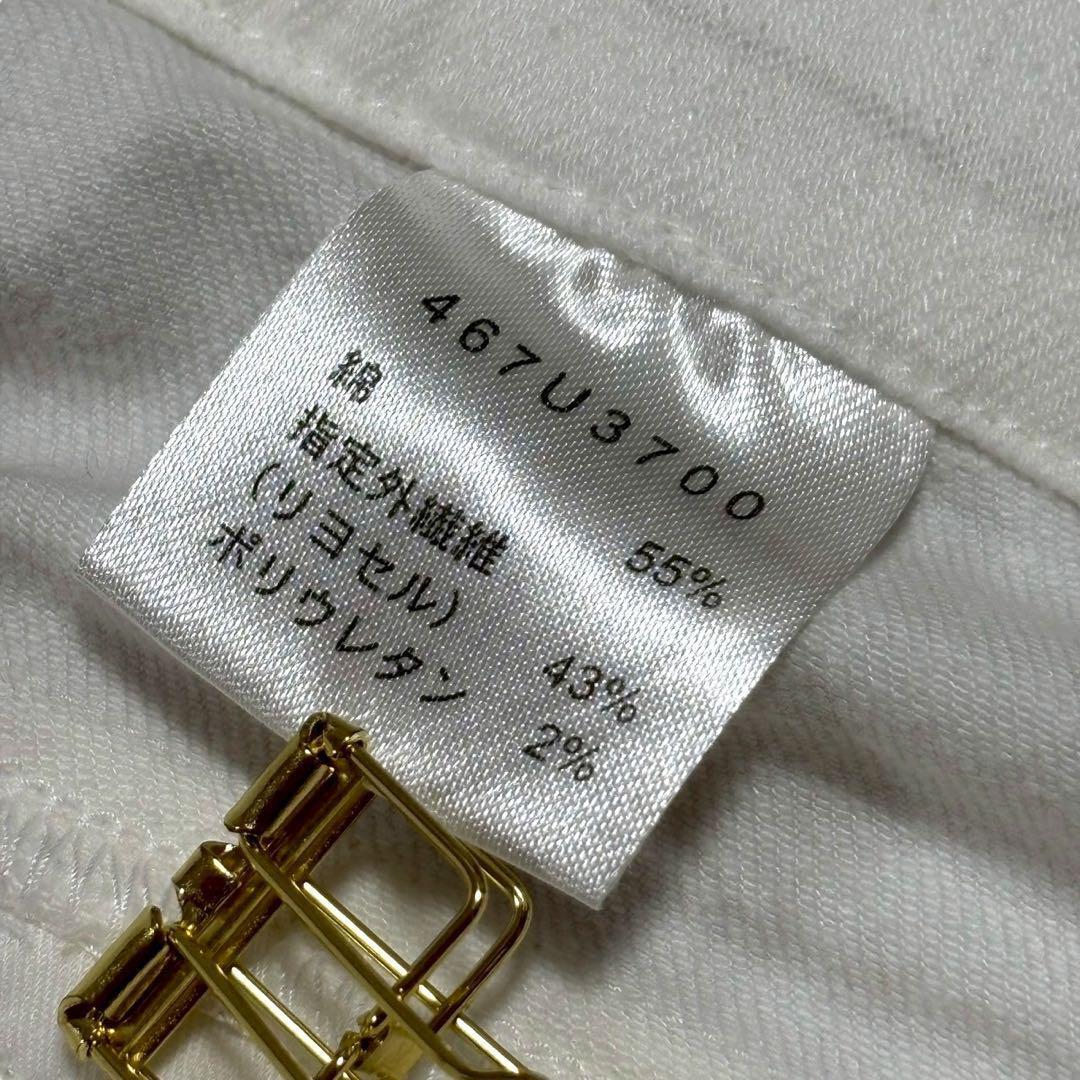 467U3700
綿 55%
指定外繊維
(リヨセル) 43%
ポリウレタン 2%